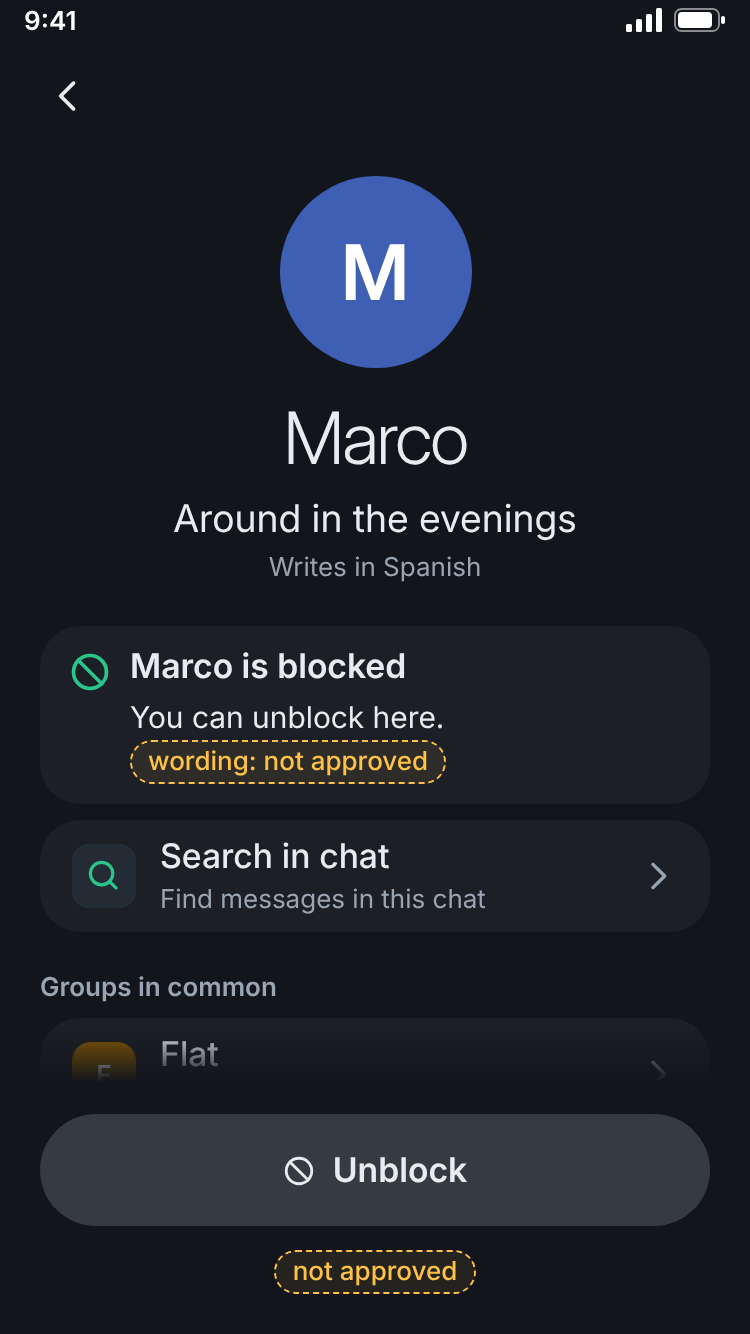 9:41
M
Marco
Around in the evenings
Writes in Spanish
Marco is blocked
You can unblock here.
wording: not approved
Search in chat
Find messages in this chat
Groups in common
Flat
F
Unblock
not approved